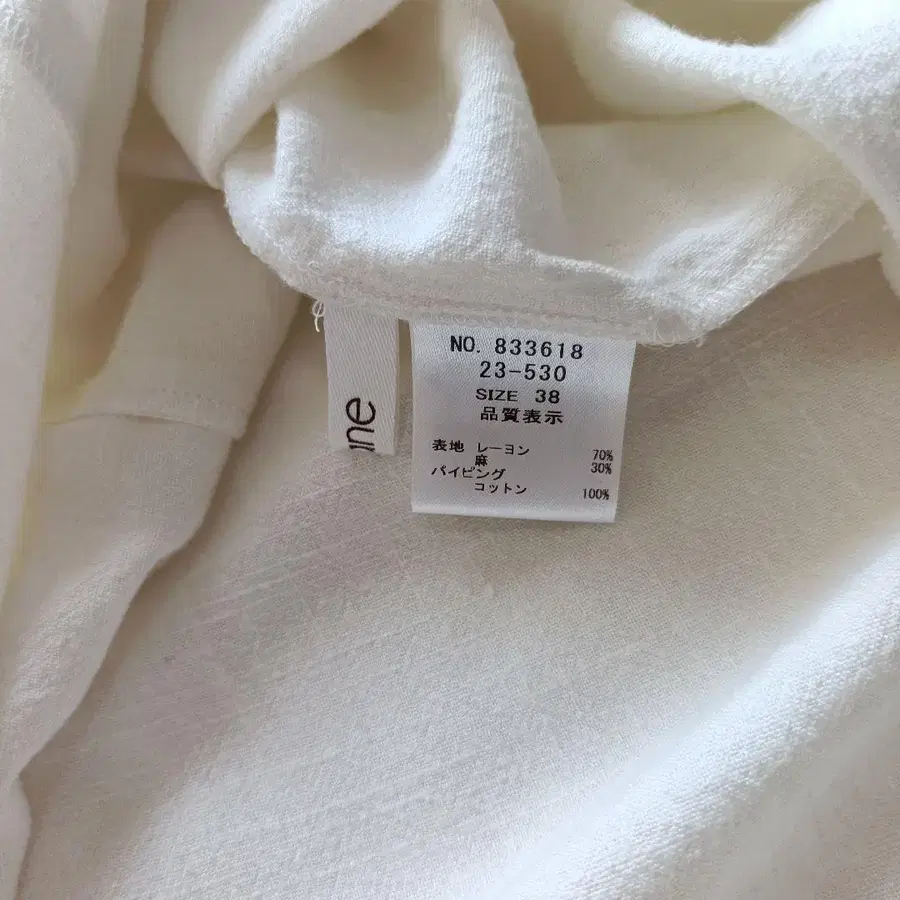 NO. 833618
23-530
SIZE 38
品質表示
表地 レーヨン 70%
麻 30%
パイピング
コットン 100%